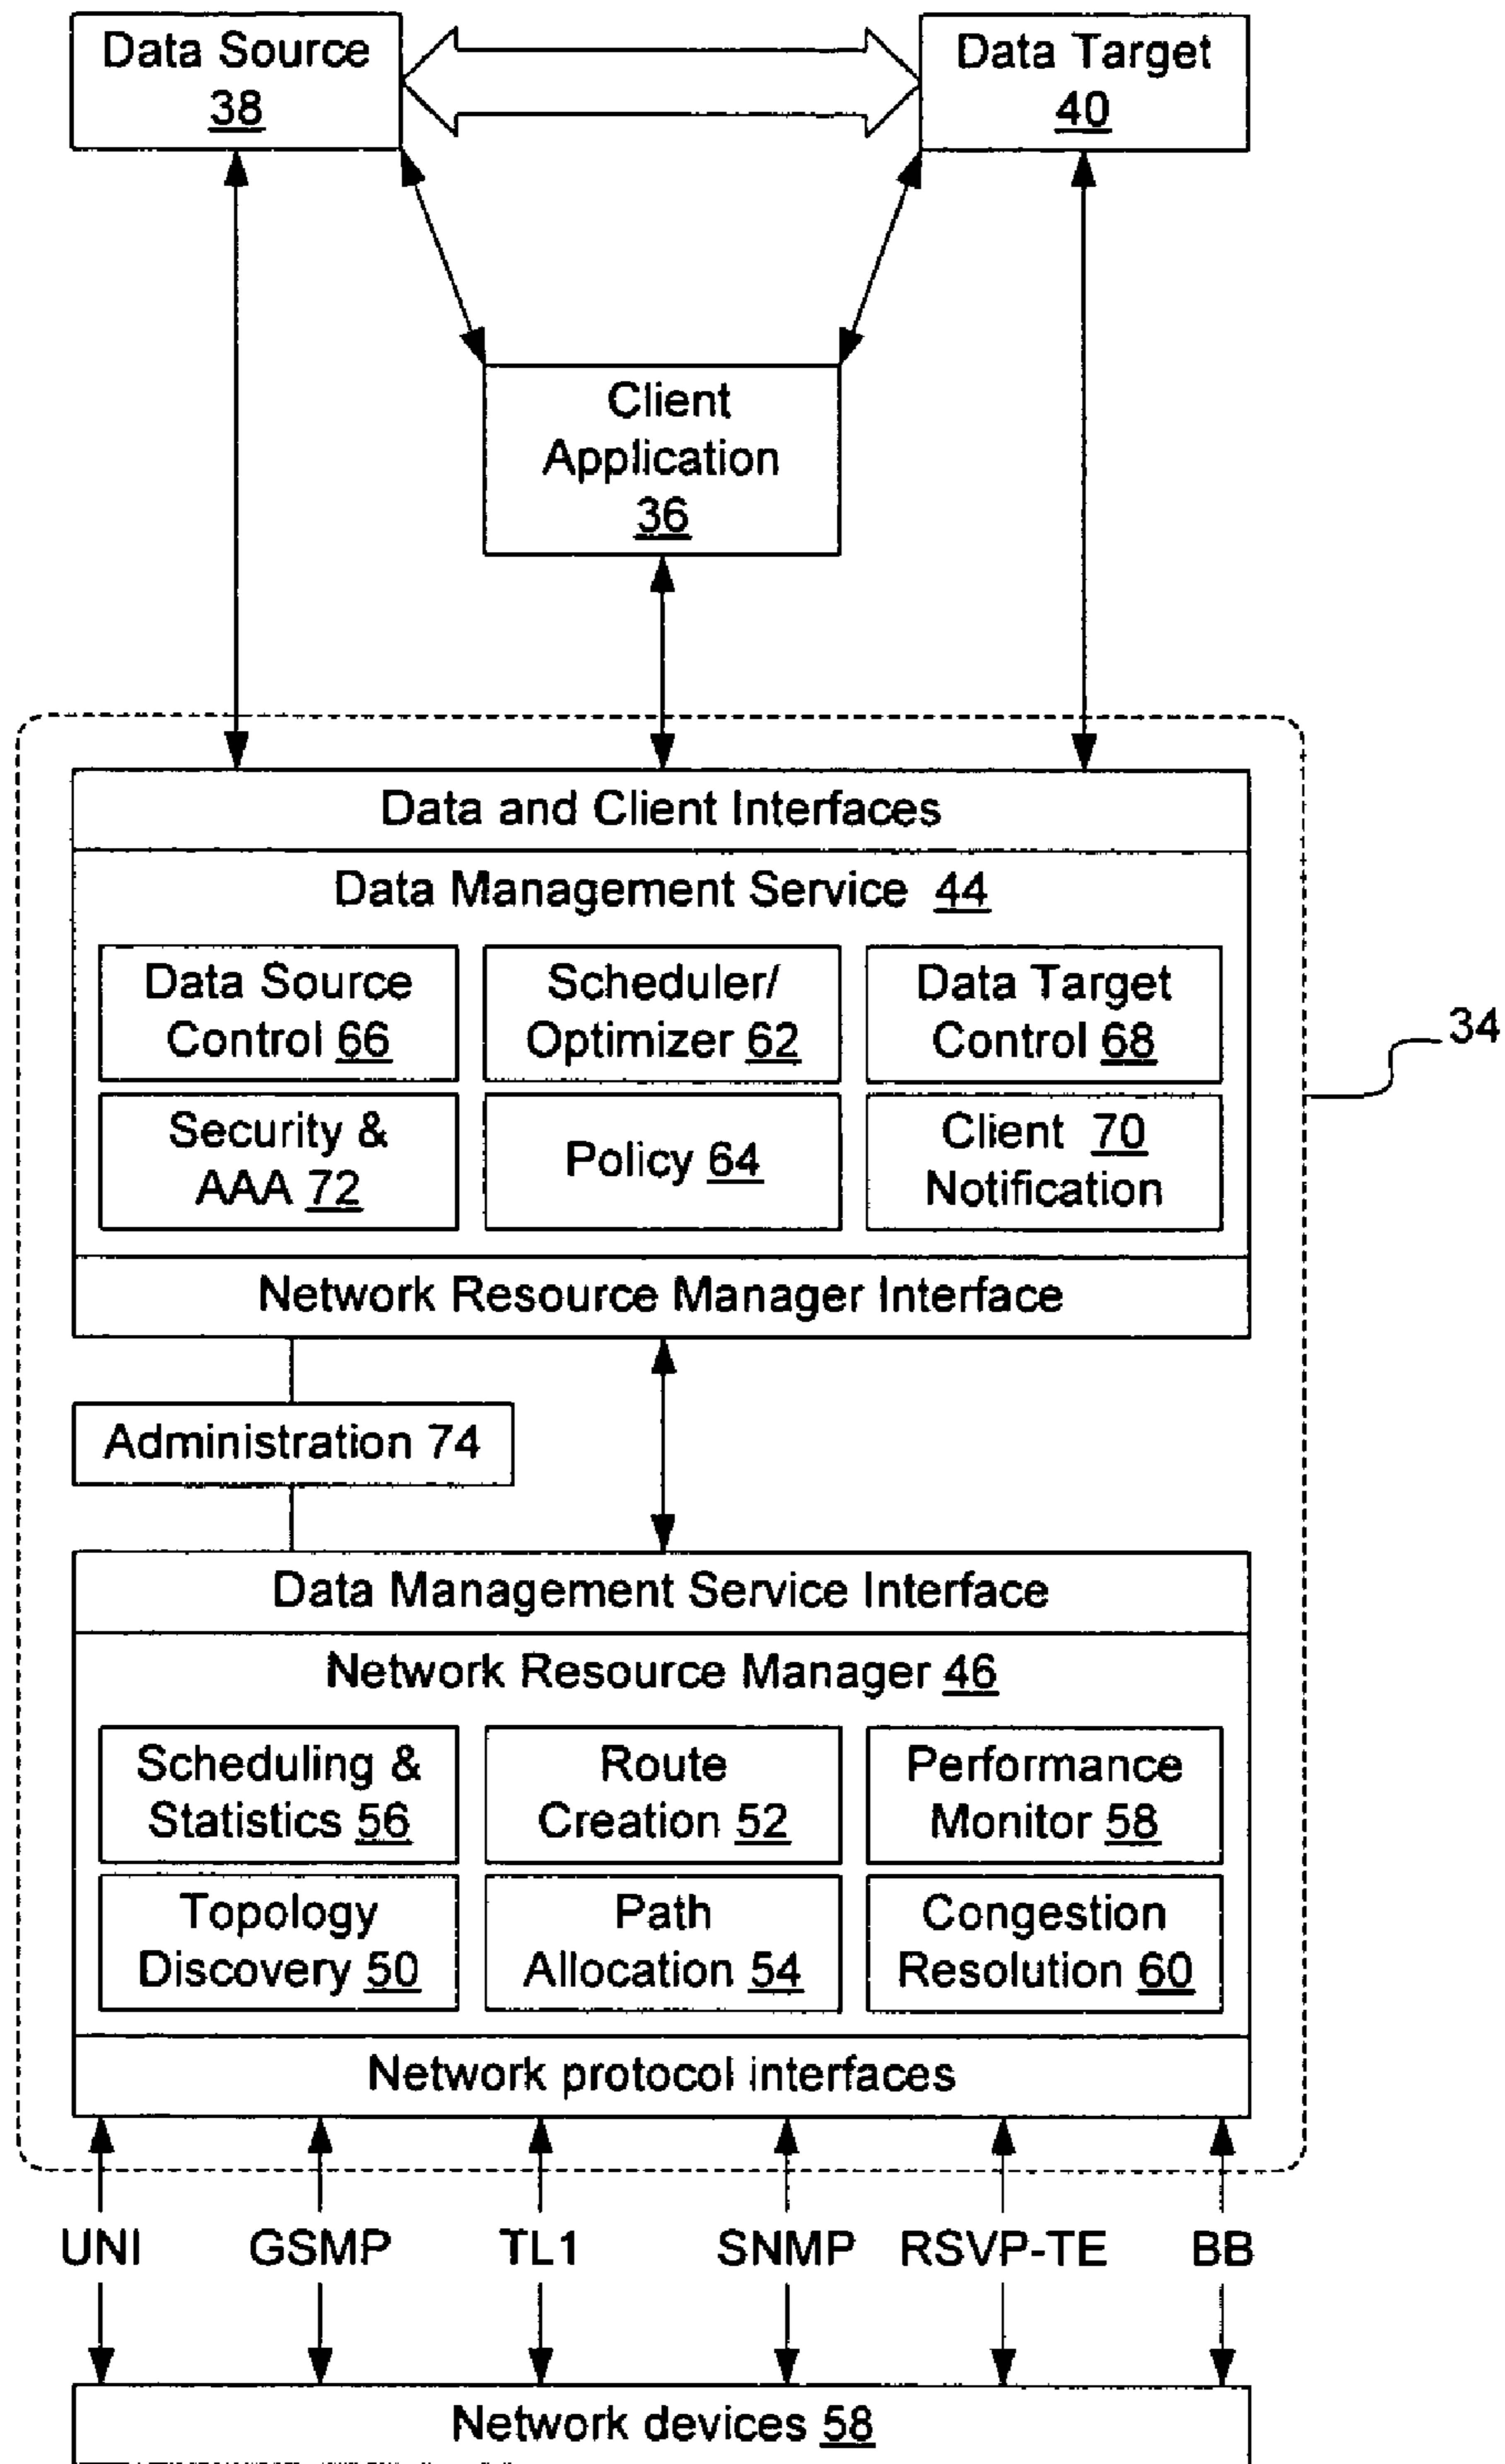 Data Source
38
Data Target
40
Client
Application
36
Data and Client Interfaces
Data Management Service 44
Data Source
Control 66
Scheduler/
Optimizer 62
Data Target
Control 68
34
Security &
AAA 72
Policy 64
Client 70
Notification
Network Resource Manager Interface
Administration 74
Data Management Service Interface
Network Resource Manager 46
Scheduling &
Statistics 56
Route
Creation 52
Performance
Monitor 58
Topology
Discovery 50
Path
Allocation 54
Congestion
Resolution 60
Network protocol interfaces
UNI
GSMP
TL1
SNMP
RSVP-TE
BB
Network devices 58